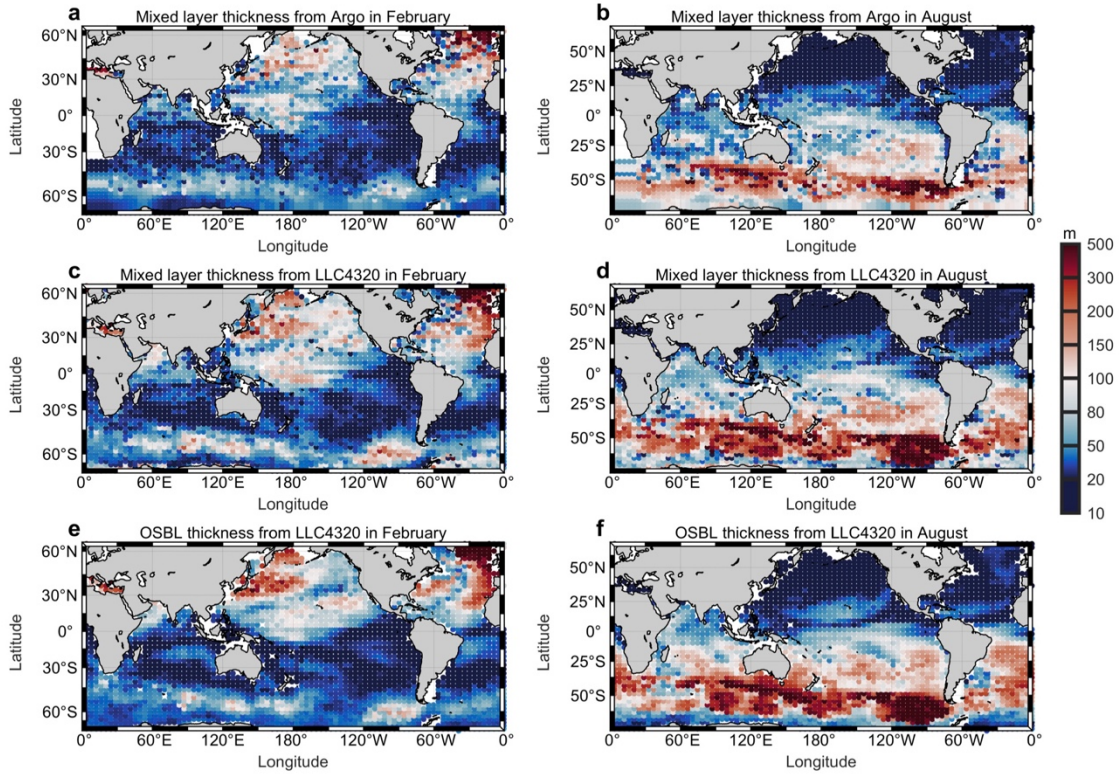 a Mixed layer thickness from Argo in February
60°N
30°N
0°
30°S
60°S
Latitude
0° 60°E 120°E 180° 120°W 60°W 0°
Longitude
b Mixed layer thickness from Argo in August
50°N
25°N
0°
25°S
50°S
Latitude
0° 60°E 120°E 180° 120°W 60°W 0°
Longitude
c Mixed layer thickness from LLC4320 in February
60°N
30°N
0°
30°S
60°S
Latitude
0° 60°E 120°E 180° 120°W 60°W 0°
Longitude
d Mixed layer thickness from LLC4320 in August
50°N
25°N
0°
25°S
50°S
Latitude
0° 60°E 120°E 180° 120°W 60°W 0°
Longitude
m
500
300
200
150
100
80
50
20
10
e OSBL thickness from LLC4320 in February
60°N
30°N
0°
30°S
60°S
Latitude
0° 60°E 120°E 180° 120°W 60°W 0°
Longitude
f OSBL thickness from LLC4320 in August
50°N
25°N
0°
25°S
50°S
Latitude
0° 60°E 120°E 180° 120°W 60°W 0°
Longitude